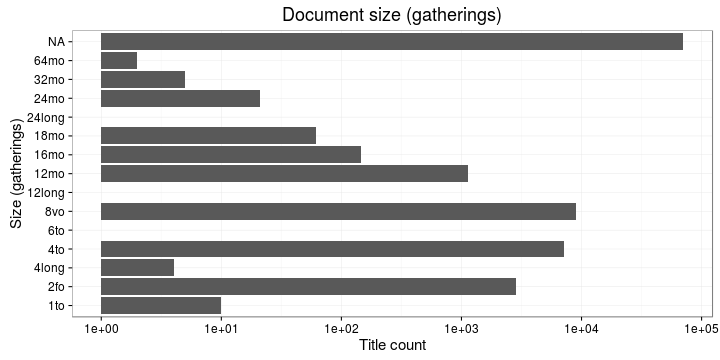 Document size (gatherings)
Size (gatherings)
NA
64mo
32mo
24mo
24long
18mo
16mo
12mo
12long
8vo
6to
4to
4long
2fo
1to
1e+00 1e+01 1e+02 1e+03 1e+04 1e+05
Title count